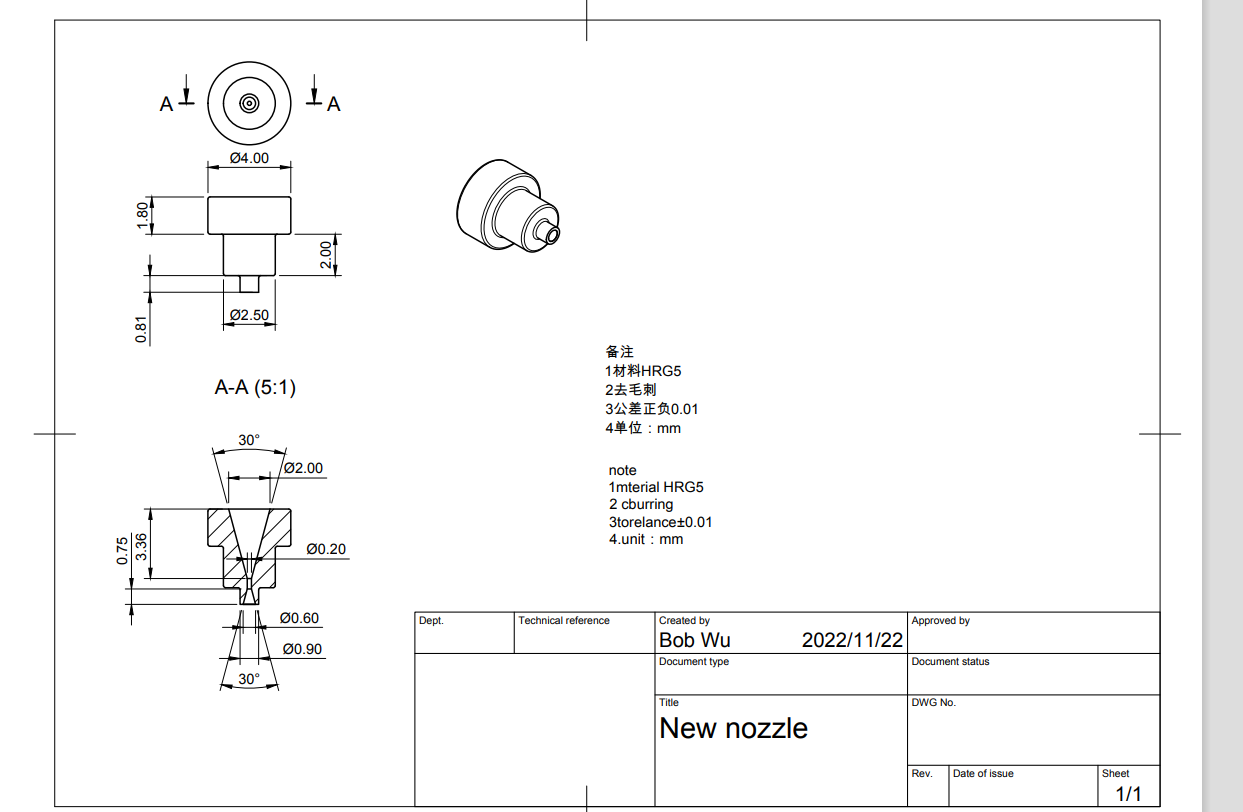 A A
Ø4.00
1.80
2.00
0.81
Ø2.50
A-A (5:1)
30°
Ø2.00
0.75
3.36
Ø0.20
Ø0.60
Ø0.90
30°
备注
1材料HRG5
2去毛刺
3公差正负0.01
4单位：mm
note
1mterial HRG5
2 cburring
3torelance±0.01
4.unit：mm
Dept.
Technical reference
Created by
Approved by
Bob Wu 2022/11/22
Document type
Document status
Title
DWG No.
New nozzle
Rev.
Date of issue
Sheet
1/1